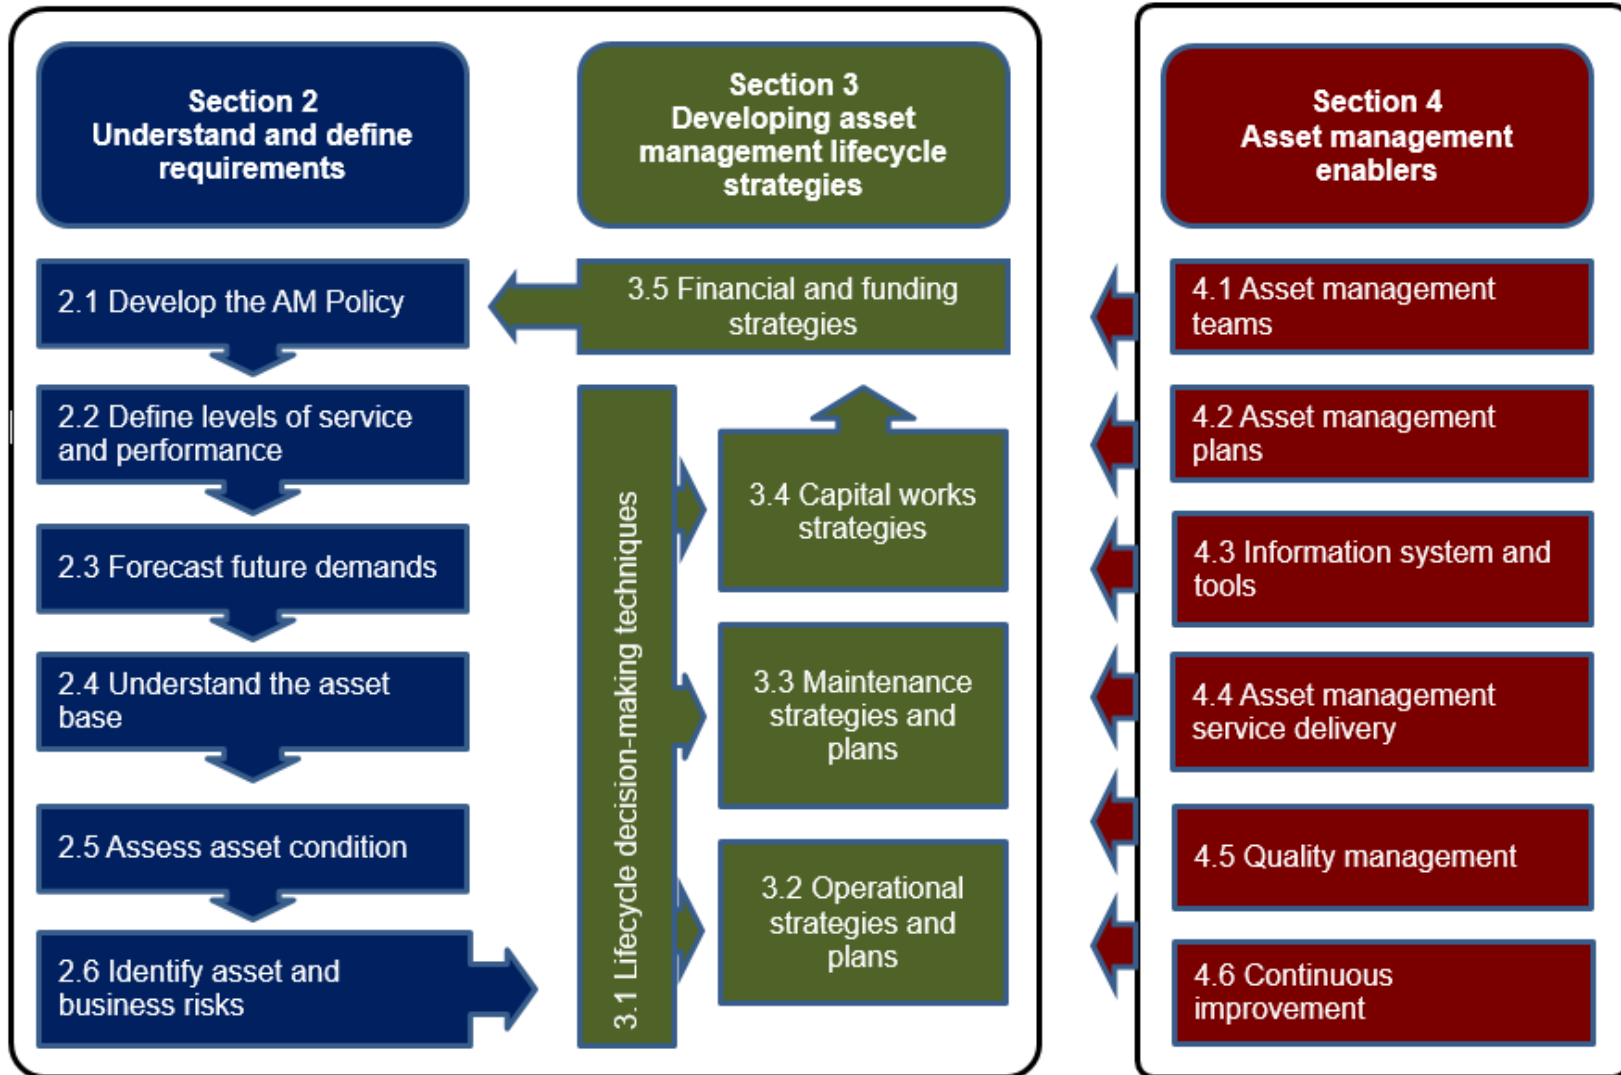 Section 2
Understand and define
requirements
2.1 Develop the AM Policy
2.2 Define levels of service
and performance
2.3 Forecast future demands
2.4 Understand the asset
base
2.5 Assess asset condition
2.6 Identify asset and
business risks
Section 3
Developing asset
management lifecycle
strategies
3.5 Financial and funding
strategies
3.1 Lifecycle decision-making techniques
3.4 Capital works
strategies
3.3 Maintenance
strategies and
plans
3.2 Operational
strategies and
plans
Section 4
Asset management
enablers
4.1 Asset management
teams
4.2 Asset management
plans
4.3 Information system and
tools
4.4 Asset management
service delivery
4.5 Quality management
4.6 Continuous
improvement